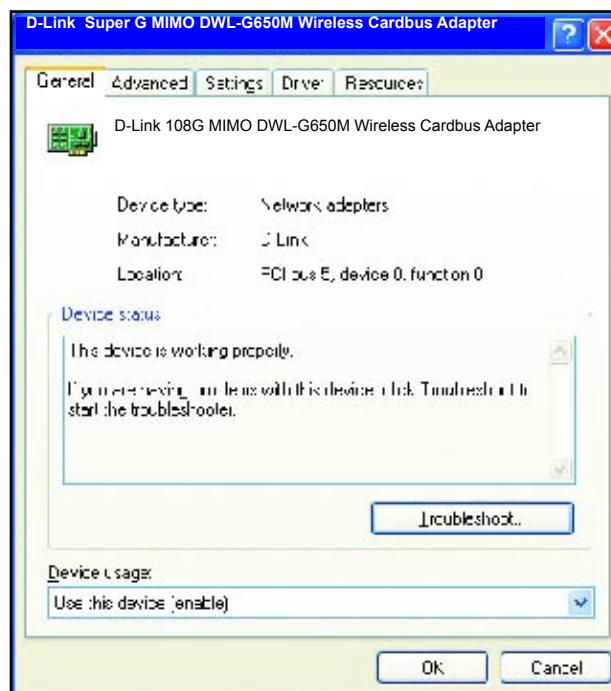 D-Link Super G MIMO DWL-G650M Wireless Cardbus Adapter
General Advanced Settings Driver Resources
D-Link 108G MIMO DWL-G650M Wireless Cardbus Adapter
Device type: Network adapters
Manufacturer: D-Link
Location: PCI bus 5, device 0, function 0
Device status
This device is working properly.
If you are having problems with this device, click Troubleshoot to
start the troubleshooter.
Troubleshoot...
Device usage:
Use this device (enable)
OK Cancel